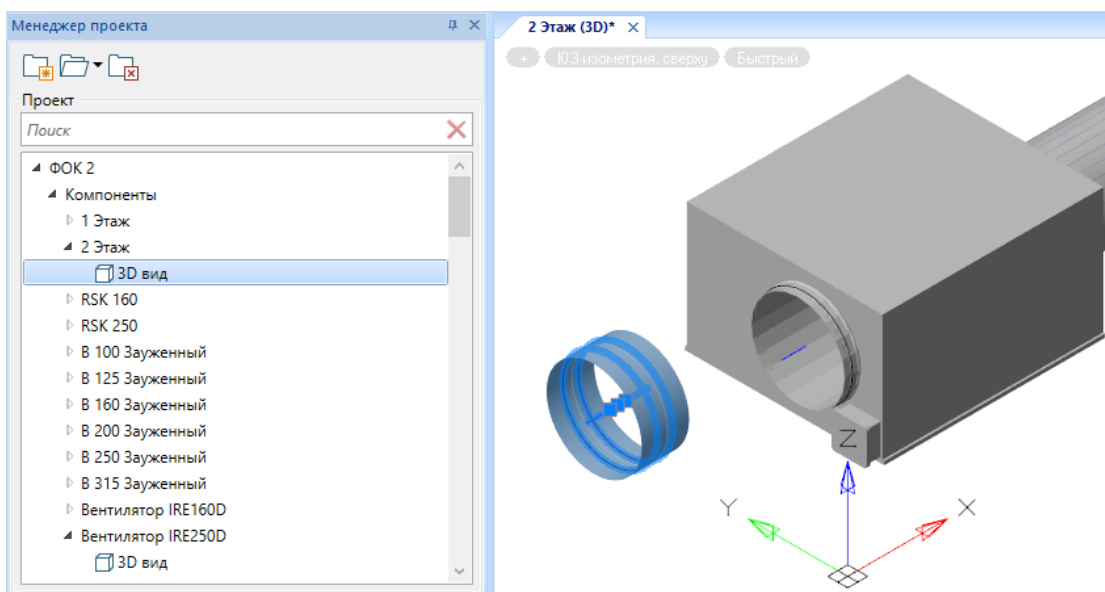 Менеджер проекта
Проект
Поиск
ФОК 2
Компоненты
1 Этаж
2 Этаж
3D вид
RSK 160
RSK 250
В 100 Зауженный
В 125 Зауженный
В 160 Зауженный
В 200 Зауженный
В 250 Зауженный
В 315 Зауженный
Вентилятор IRE160D
Вентилятор IRE250D
3D вид
2 Этаж (3D)*
+ ЮЗ изометрия, сверху Быстрый
Z
Y X